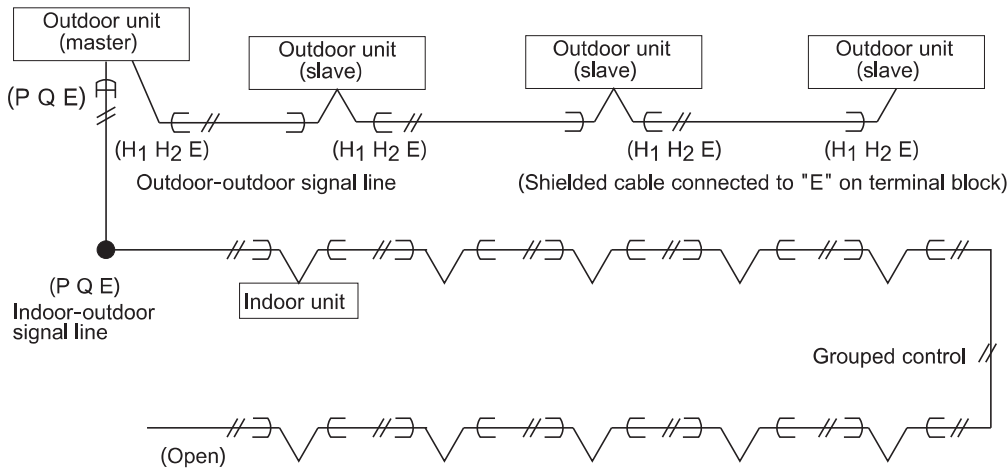 Outdoor unit
(master)
Outdoor unit
(slave)
Outdoor unit
(slave)
Outdoor unit
(slave)
(P Q E)
(H1 H2 E)
(H1 H2 E)
(H1 H2 E)
(H1 H2 E)
Outdoor-outdoor signal line
(Shielded cable connected to "E" on terminal block)
(P Q E)
Indoor-outdoor
signal line
Indoor unit
Grouped control
(Open)